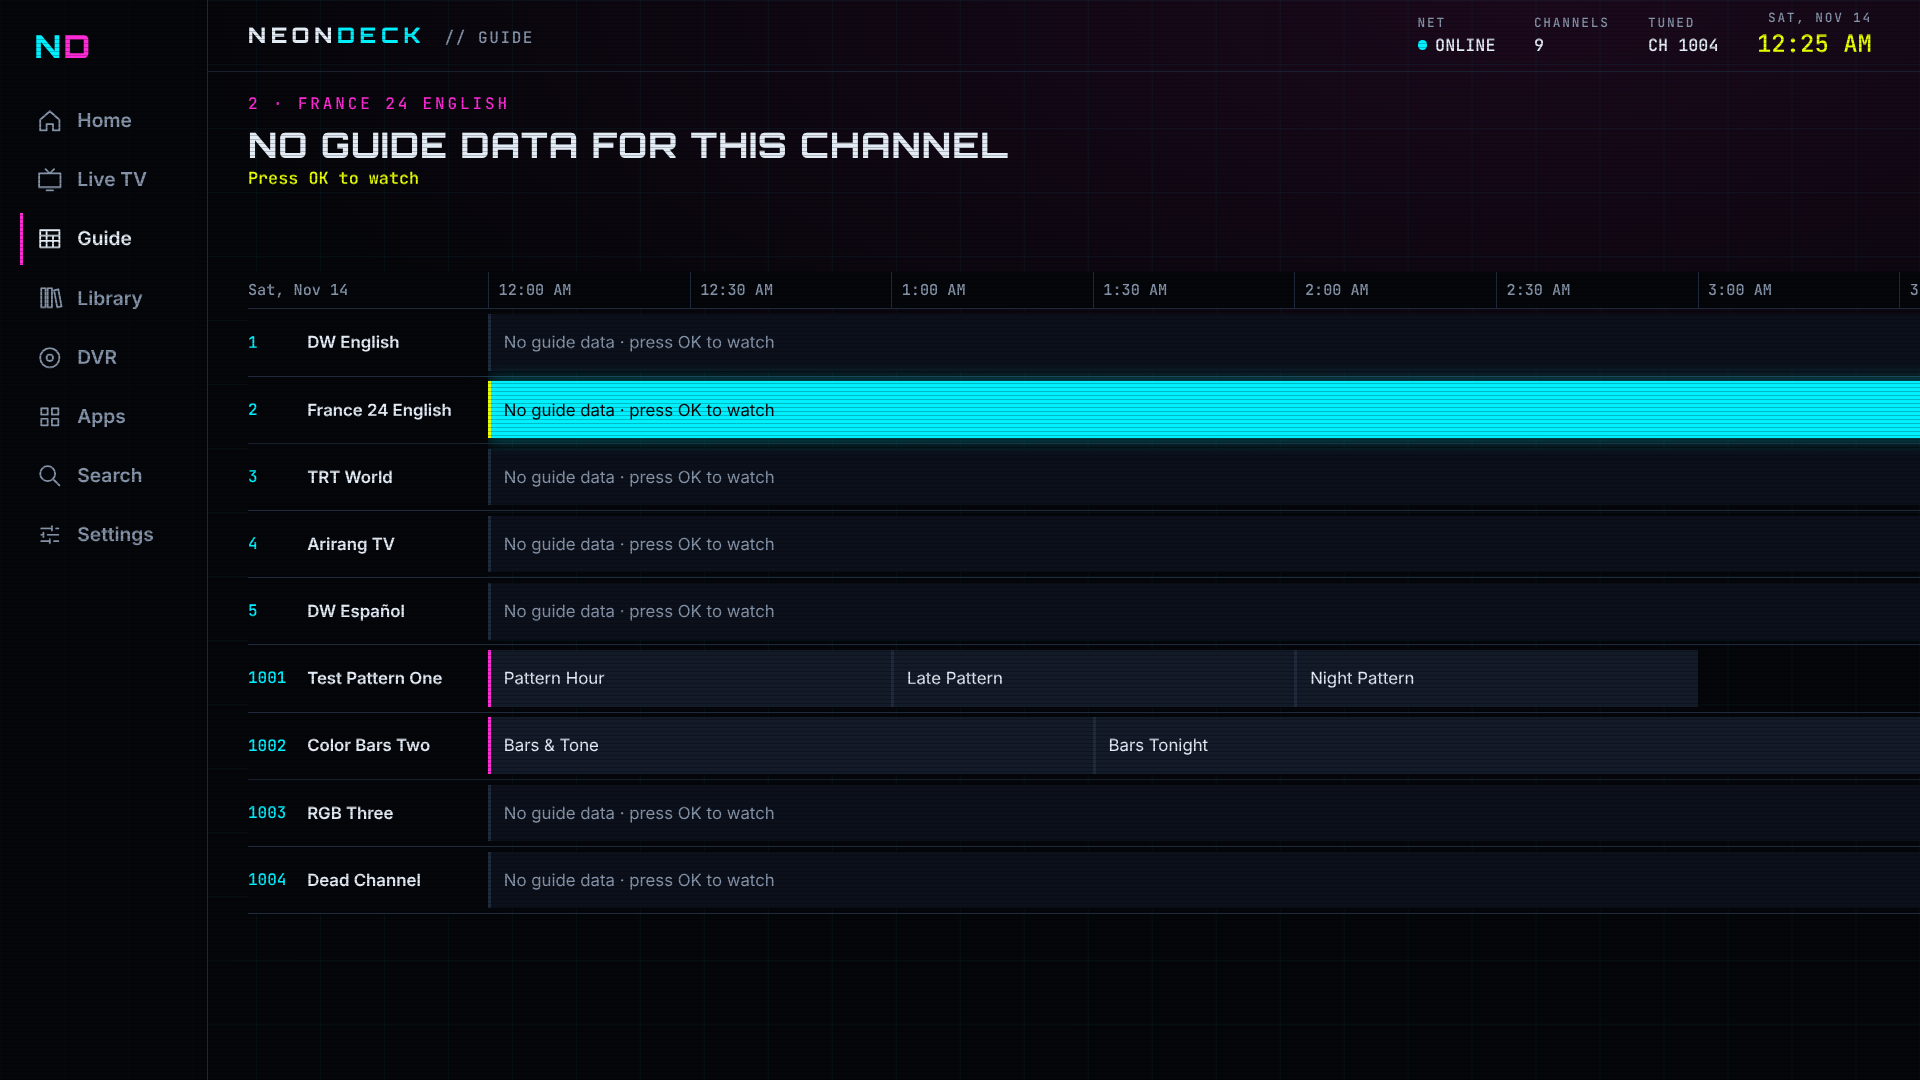 ND
Home
Live TV
Guide
Library
DVR
Apps
Search
Settings
NEONDECK // GUIDE
NET
ONLINE
CHANNELS
9
TUNED
CH 1004
SAT, NOV 14
12:25 AM
2 · FRANCE 24 ENGLISH
NO GUIDE DATA FOR THIS CHANNEL
Press OK to watch
Sat, Nov 14 12:00 AM 12:30 AM 1:00 AM 1:30 AM 2:00 AM 2:30 AM 3:00 AM 3
1 DW English No guide data · press OK to watch
2 France 24 English No guide data · press OK to watch
3 TRT World No guide data · press OK to watch
4 Arirang TV No guide data · press OK to watch
5 DW Español No guide data · press OK to watch
1001 Test Pattern One Pattern Hour Late Pattern Night Pattern
1002 Color Bars Two Bars & Tone Bars Tonight
1003 RGB Three No guide data · press OK to watch
1004 Dead Channel No guide data · press OK to watch